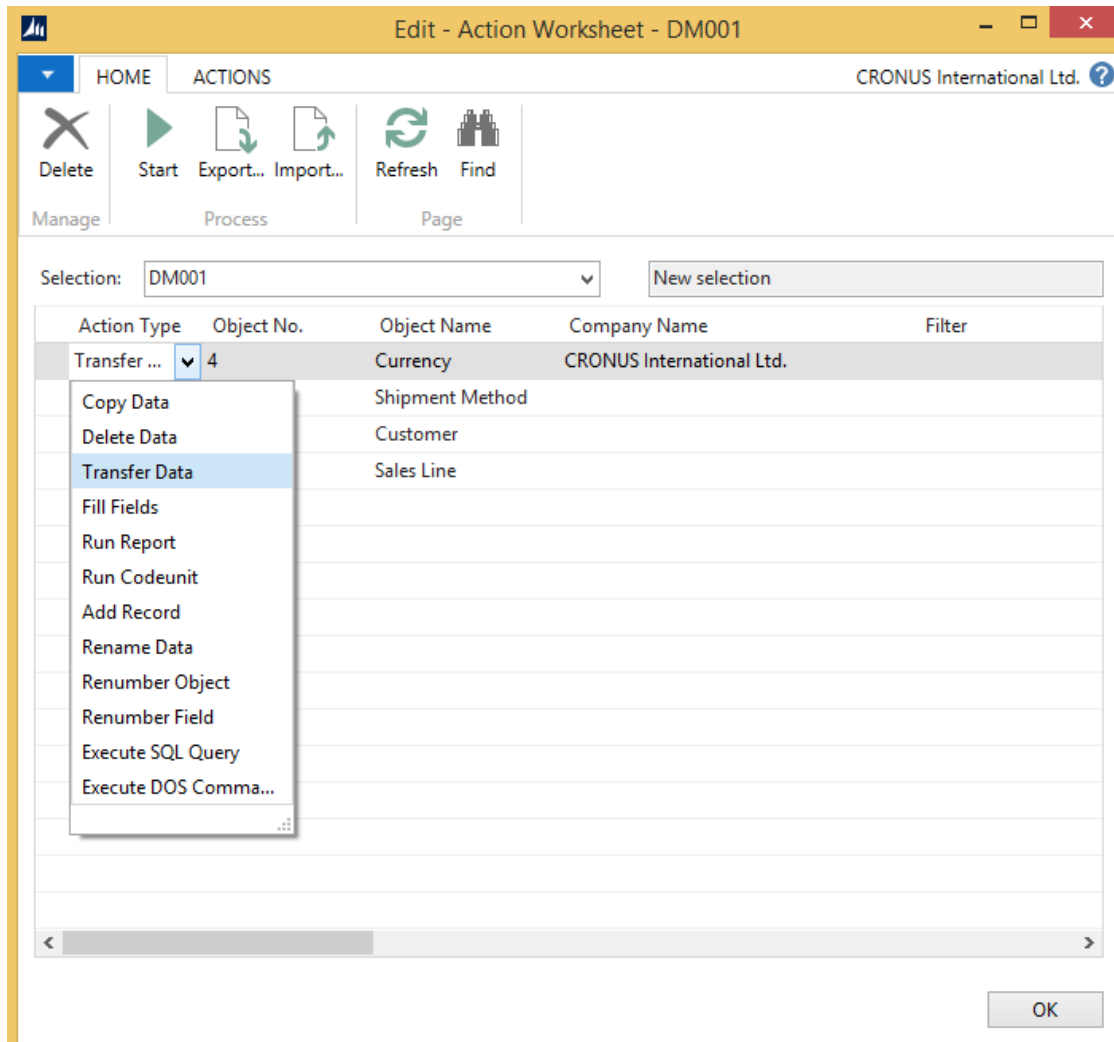 Edit - Action Worksheet - DM001
HOME ACTIONS CRONUS International Ltd. ?
Delete Start Export... Import... Refresh Find
Manage Process Page
Selection: DM001 New selection
Action Type Object No. Object Name Company Name Filter
Transfer ... 4 Currency CRONUS International Ltd.
Shipment Method
Customer
Sales Line
Copy Data
Delete Data
Transfer Data
Fill Fields
Run Report
Run Codeunit
Add Record
Rename Data
Renumber Object
Renumber Field
Execute SQL Query
Execute DOS Comma...
OK